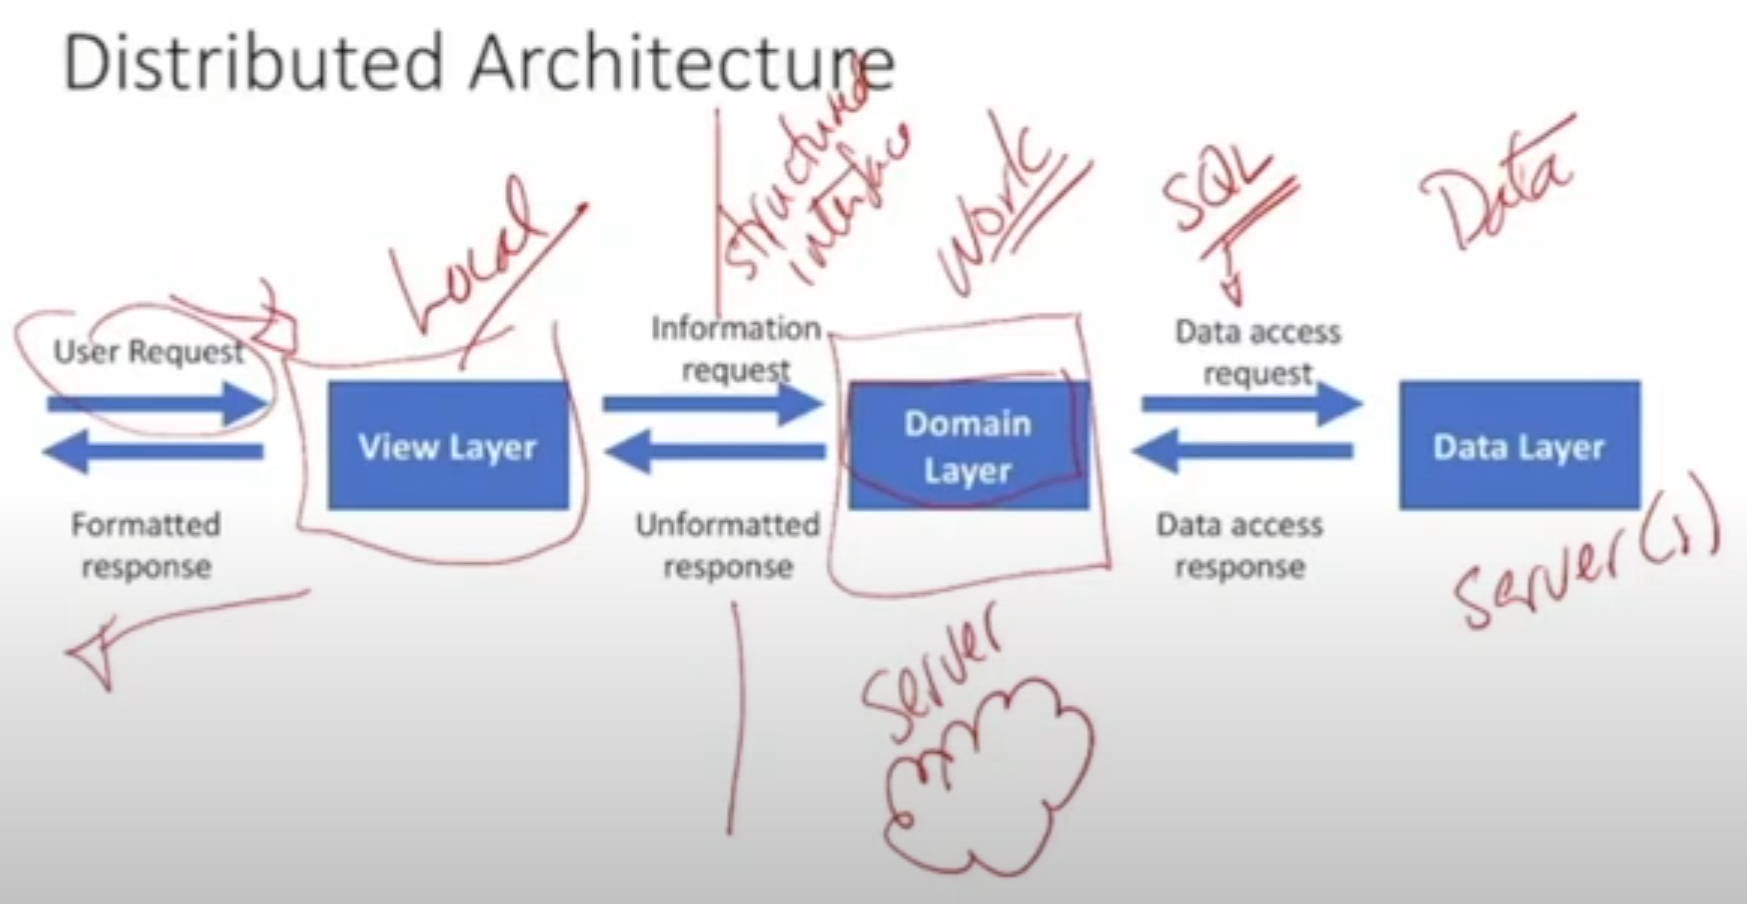 Distributed Architecture
Local
structured
interface
Work
SQL
Data
User Request
Information
request
Data access
request
View Layer
Domain
Layer
Data Layer
Formatted
response
Unformatted
response
Data access
response
Server
Server(s)